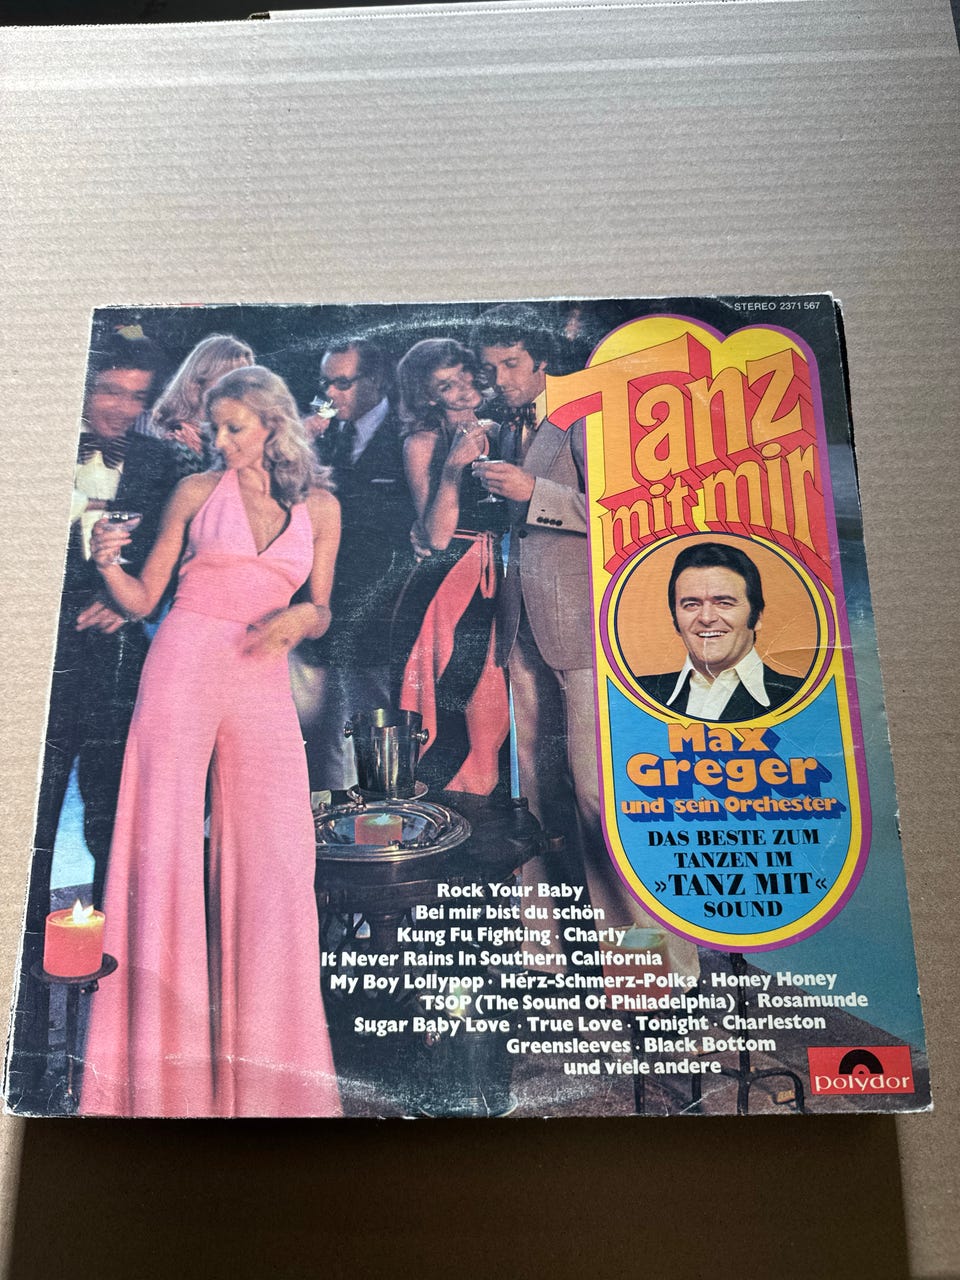 STEREO 2371 567
Tanz
mit mir
Max
Greger
und sein Orchester
DAS BESTE ZUM
TANZEN IM
»TANZ MIT«
SOUND
Rock Your Baby
Bei mir bist du schön
Kung Fu Fighting · Charly
It Never Rains In Southern California
My Boy Lollypop · Herz-Schmerz-Polka · Honey Honey
TSOP (The Sound Of Philadelphia) · Rosamunde
Sugar Baby Love · True Love · Tonight · Charleston
Greensleeves · Black Bottom
und viele andere
polydor